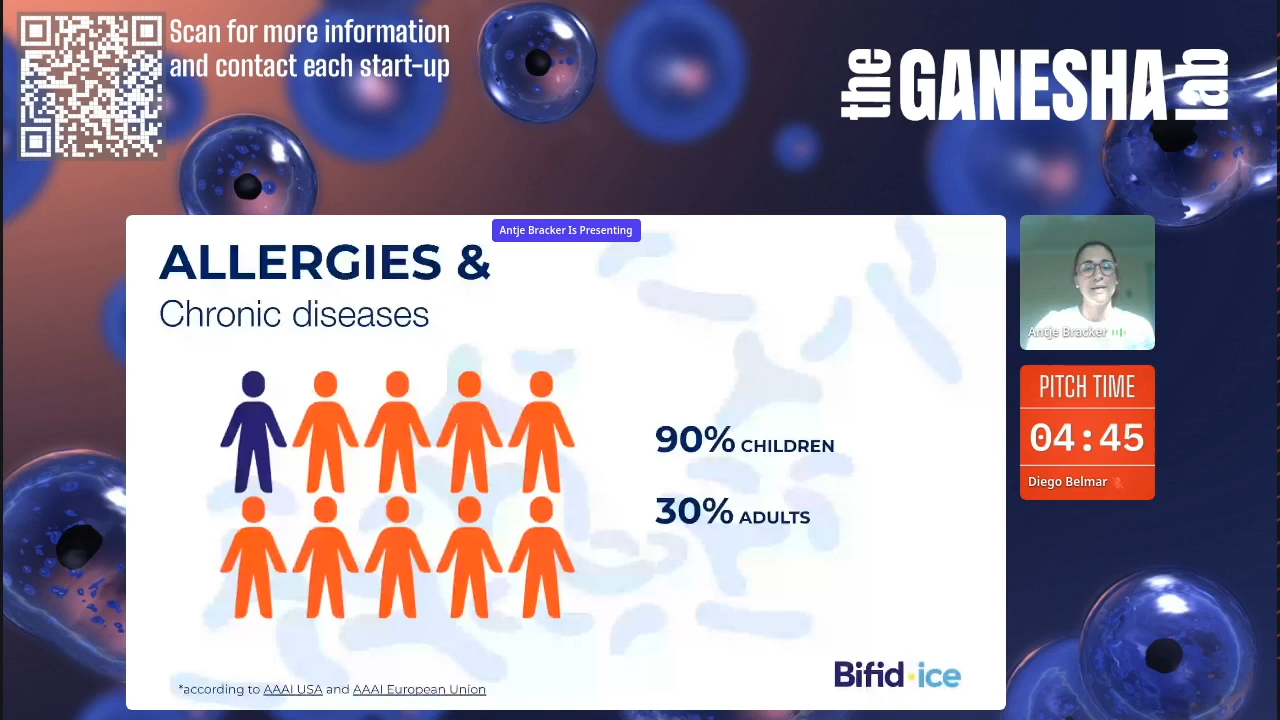 Scan for more information
and contact each start-up
the GANESHA lab
Antje Bracker Is Presenting
ALLERGIES &
Chronic diseases
90% CHILDREN
30% ADULTS
*according to AAAI USA and AAAI European Union
Bifid·ice
Antje Bracker
PITCH TIME
04:45
Diego Belmar